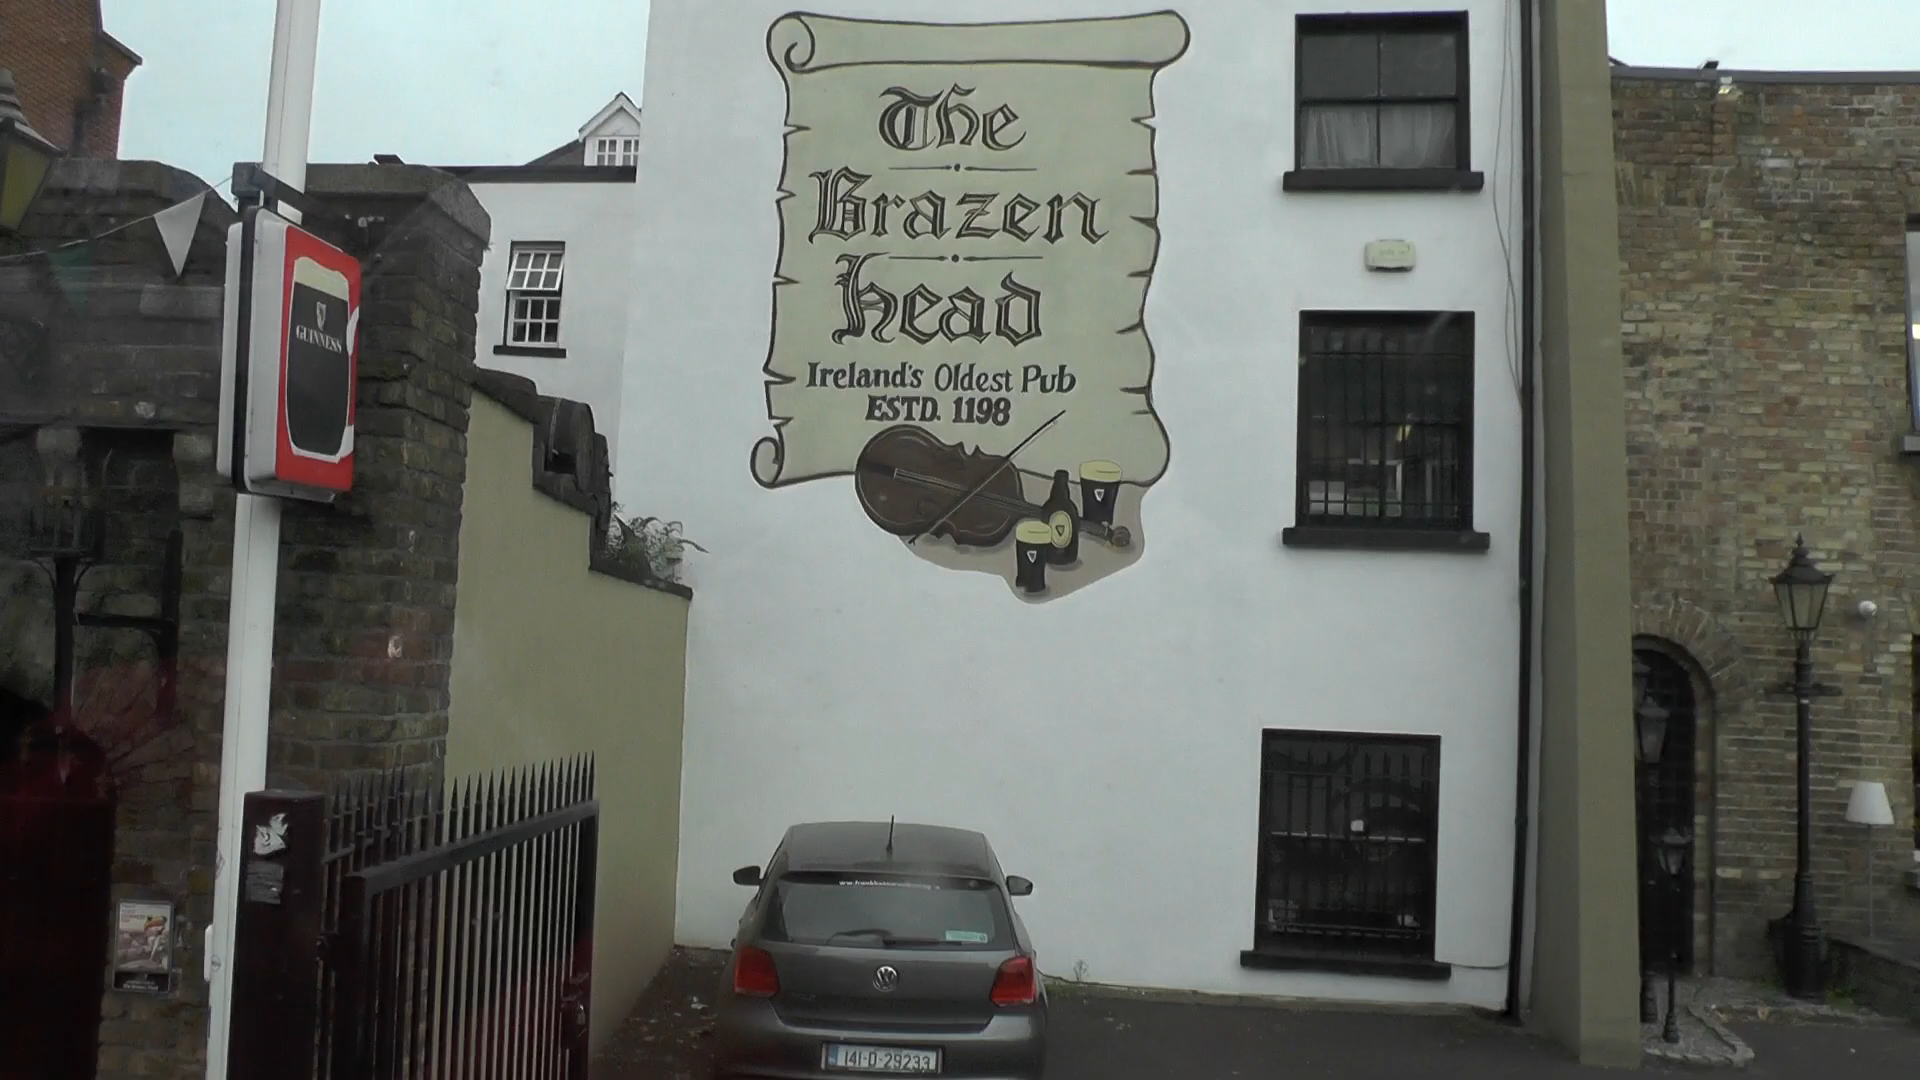 The
Brazen
head
Ireland's Oldest Pub
ESTD. 1198
GUINNESS
141-D-29233